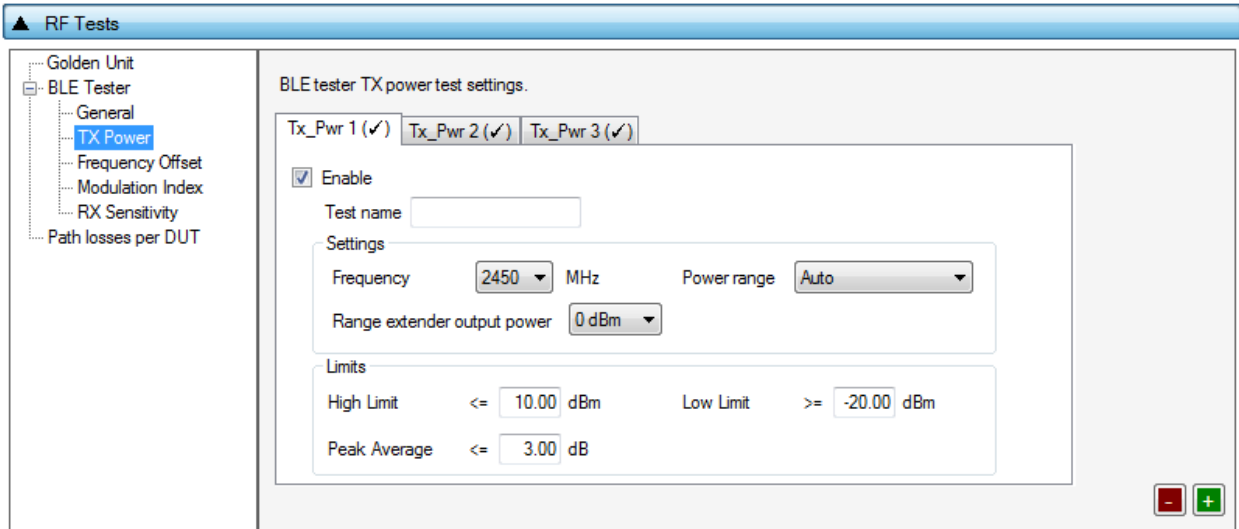 ▲ RF Tests
Golden Unit
BLE Tester
General
TX Power
Frequency Offset
Modulation Index
RX Sensitivity
Path losses per DUT
BLE tester TX power test settings.
Tx_Pwr 1 (✓) Tx_Pwr 2 (✓) Tx_Pwr 3 (✓)
Enable
Test name
Settings
Frequency 2450 MHz Power range Auto
Range extender output power 0 dBm
Limits
High Limit <= 10.00 dBm Low Limit >= -20.00 dBm
Peak Average <= 3.00 dB
- +